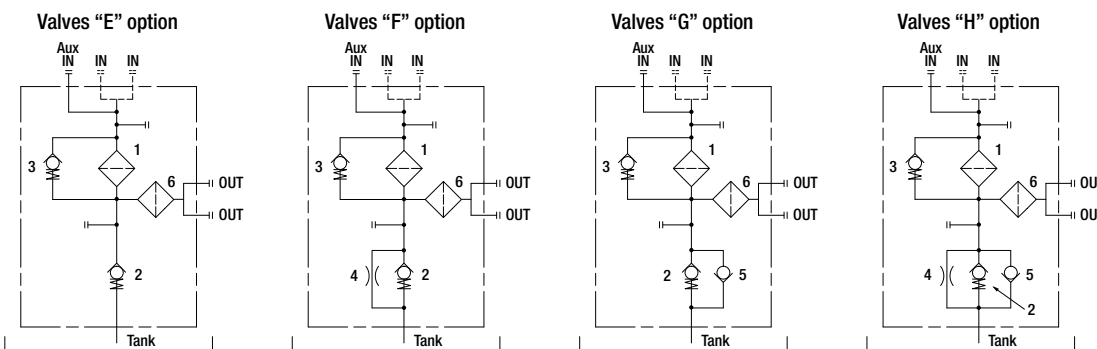 Valves “E” option
Aux
IN IN IN
3
1
6
OUT
OUT
2
Tank
Valves “F” option
Aux
IN IN IN
3
1
6
OUT
OUT
4
2
Tank
Valves “G” option
Aux
IN IN IN
3
1
6
OUT
OUT
2
5
Tank
Valves “H” option
Aux
IN IN IN
3
1
6
OU
OU
4
5
2
Tank